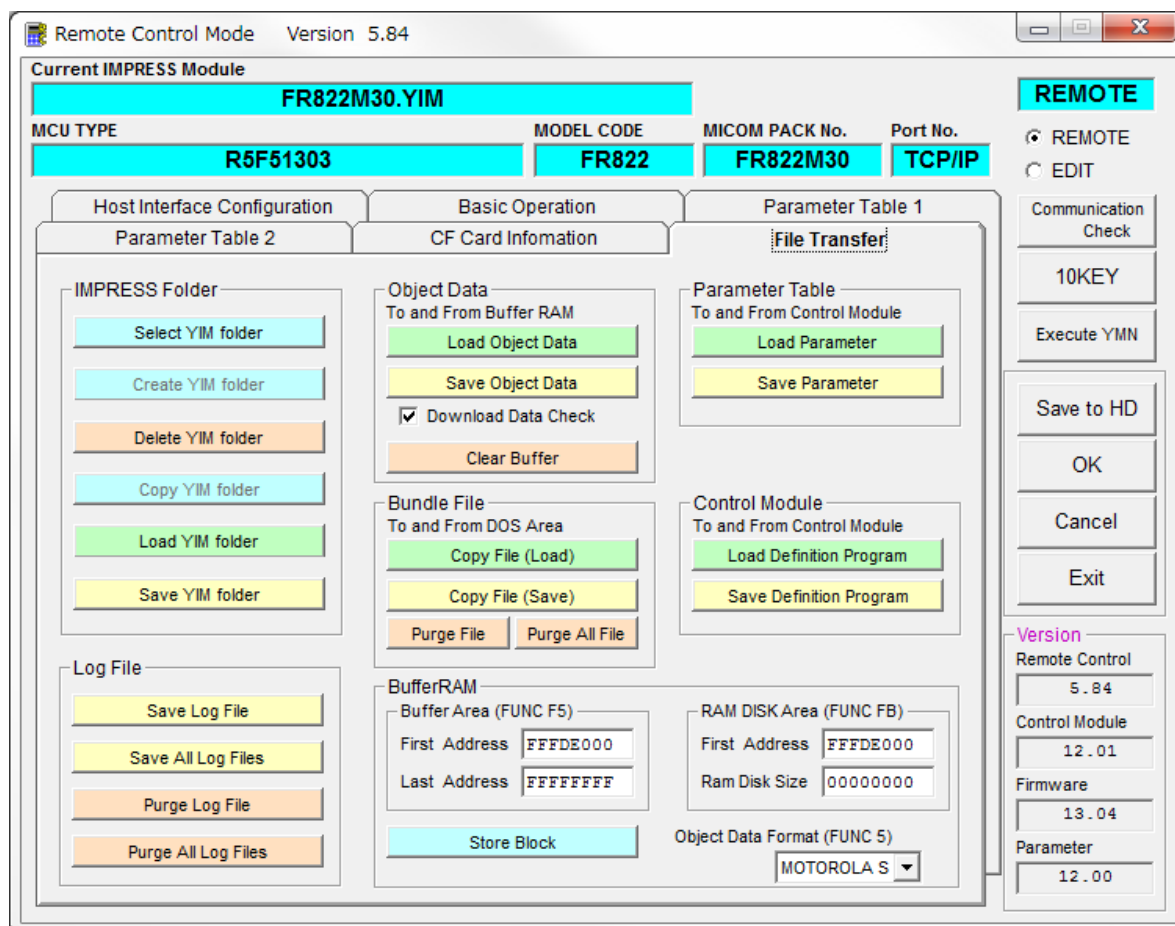 Remote Control Mode Version 5.84
Current IMPRESS Module
FR822M30.YIM
MCU TYPE
MODEL CODE
MICOM PACK No.
Port No.
R5F51303
FR822
FR822M30
TCP/IP
REMOTE
REMOTE
EDIT
Host Interface Configuration
Basic Operation
Parameter Table 1
Parameter Table 2
CF Card Infomation
File Transfer
IMPRESS Folder
Select YIM folder
Create YIM folder
Delete YIM folder
Copy YIM folder
Load YIM folder
Save YIM folder
Log File
Save Log File
Save All Log Files
Purge Log File
Purge All Log Files
Object Data
To and From Buffer RAM
Load Object Data
Save Object Data
Download Data Check
Clear Buffer
Bundle File
To and From DOS Area
Copy File (Load)
Copy File (Save)
Purge File
Purge All File
Parameter Table
To and From Control Module
Load Parameter
Save Parameter
Control Module
To and From Control Module
Load Definition Program
Save Definition Program
BufferRAM
Buffer Area (FUNC F5)
First Address FFFDE000
Last Address FFFFFFFF
Store Block
RAM DISK Area (FUNC FB)
First Address FFFDE000
Ram Disk Size 00000000
Object Data Format (FUNC 5)
MOTOROLA S
Communication
Check
10KEY
Execute YMN
Save to HD
OK
Cancel
Exit
Version
Remote Control
5.84
Control Module
12.01
Firmware
13.04
Parameter
12.00